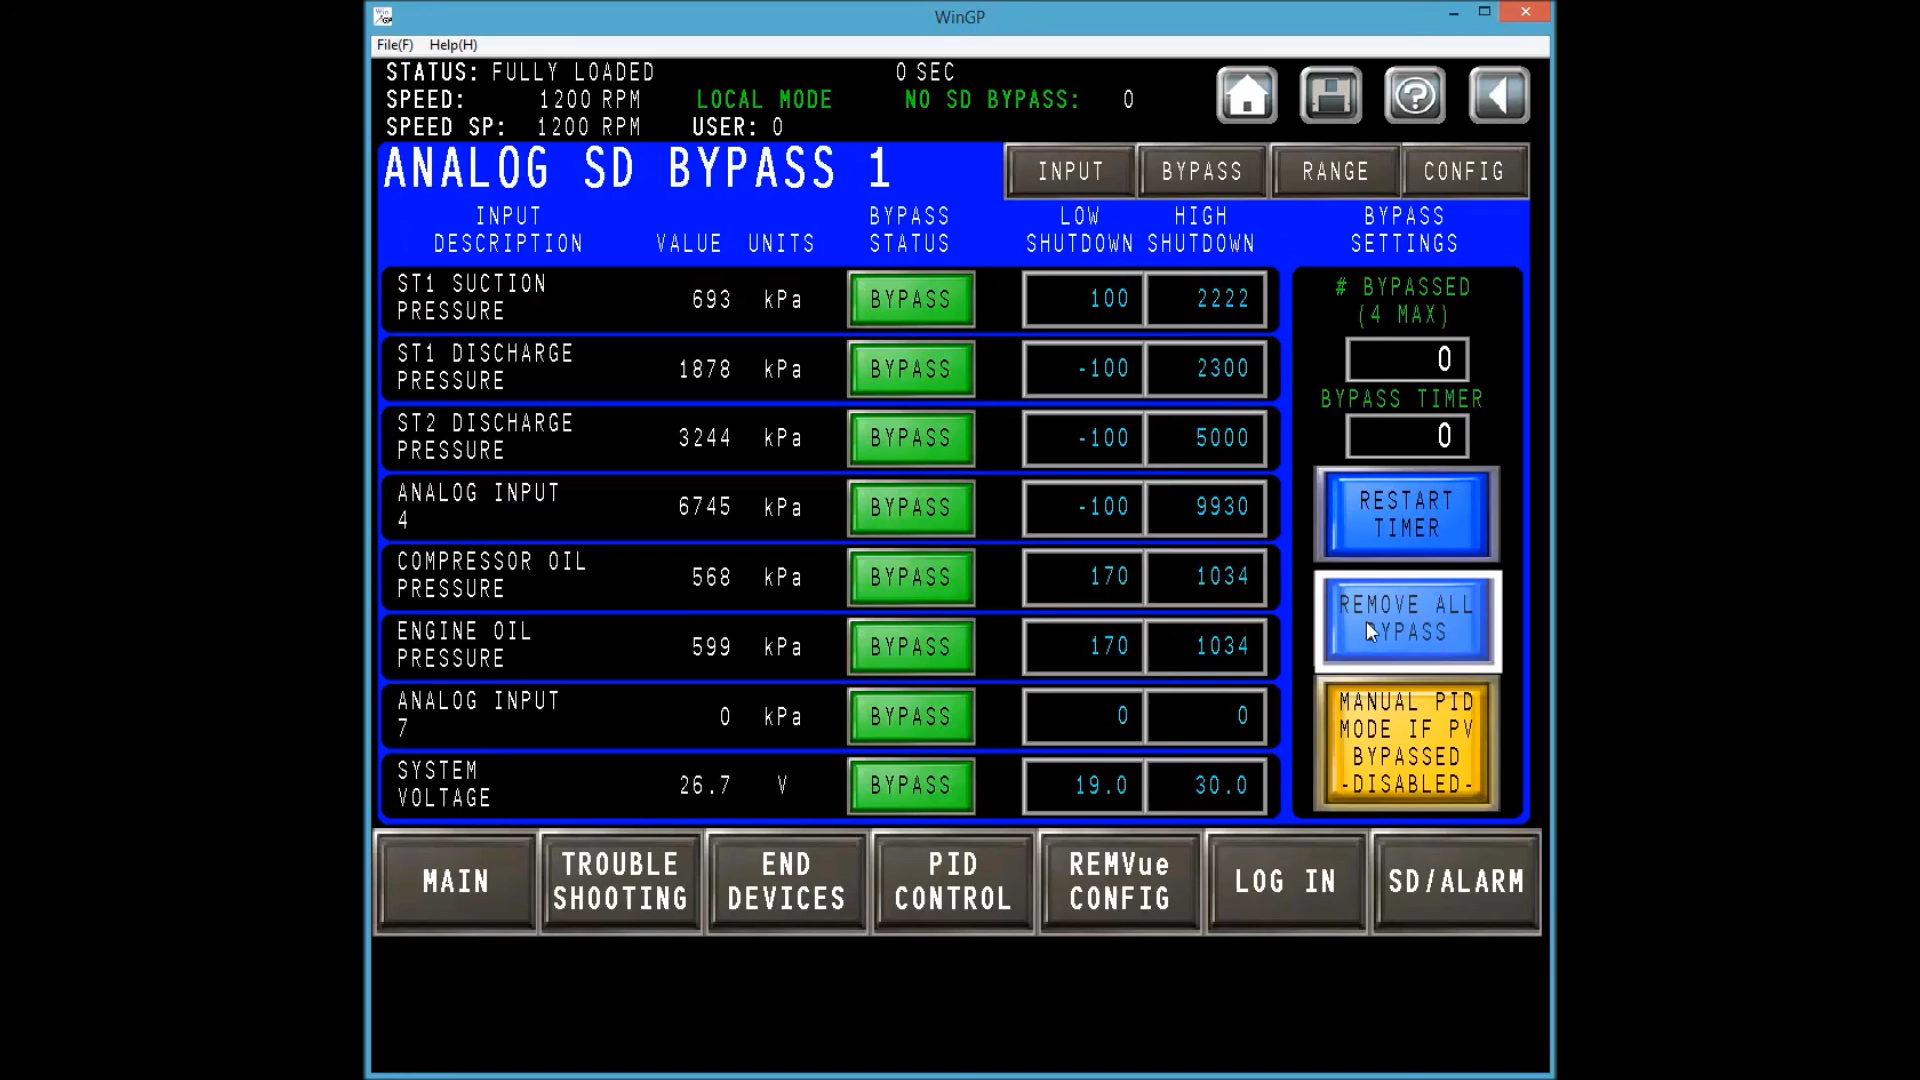 WinGP
File(F) Help(H)
STATUS: FULLY LOADED 0 SEC
SPEED: 1200 RPM LOCAL MODE NO SD BYPASS: 0
SPEED SP: 1200 RPM USER: 0
ANALOG SD BYPASS 1
INPUT BYPASS RANGE CONFIG
INPUT BYPASS LOW HIGH BYPASS
DESCRIPTION VALUE UNITS STATUS SHUTDOWN SHUTDOWN SETTINGS
ST1 SUCTION
PRESSURE 693 kPa BYPASS 100 2222
ST1 DISCHARGE
PRESSURE 1878 kPa BYPASS -100 2300
ST2 DISCHARGE
PRESSURE 3244 kPa BYPASS -100 5000
ANALOG INPUT
4 6745 kPa BYPASS -100 9930
COMPRESSOR OIL
PRESSURE 568 kPa BYPASS 170 1034
ENGINE OIL
PRESSURE 599 kPa BYPASS 170 1034
ANALOG INPUT
7 0 kPa BYPASS 0 0
SYSTEM
VOLTAGE 26.7 V BYPASS 19.0 30.0
# BYPASSED
(4 MAX)
0
BYPASS TIMER
0
RESTART
TIMER
REMOVE ALL
BYPASS
MANUAL PID
MODE IF PV
BYPASSED
-DISABLED-
MAIN
TROUBLE
SHOOTING
END
DEVICES
PID
CONTROL
REMVue
CONFIG
LOG IN
SD/ALARM